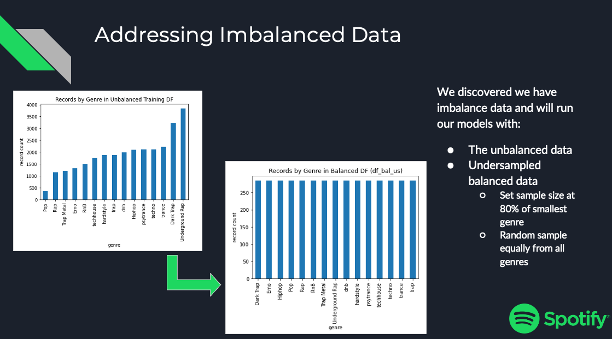 Addressing Imbalanced Data
Records by Genre in Unbalanced Training DF
record count
4000
3500
3000
2500
2000
1500
1000
500
0
Pop
Rap
Trap Metal
Emo
RnB
techhouse
hardstyle
trap
dnb
Hiphop
psytrance
techno
trance
Dark Trap
Underground Rap
genre
Records by Genre in Balanced DF (df_bal_us)
record count
250
200
150
100
50
0
Dark Trap
Emo
Hiphop
Pop
Rap
RnB
Trap Metal
Underground Rap
dnb
hardstyle
psytrance
techhouse
techno
trance
trap
genre
We discovered we have
imbalance data and will run
our models with:
● The unbalanced data
● Undersampled
balanced data
○ Set sample size at
80% of smallest
genre
○ Random sample
equally from all
genres
Spotify